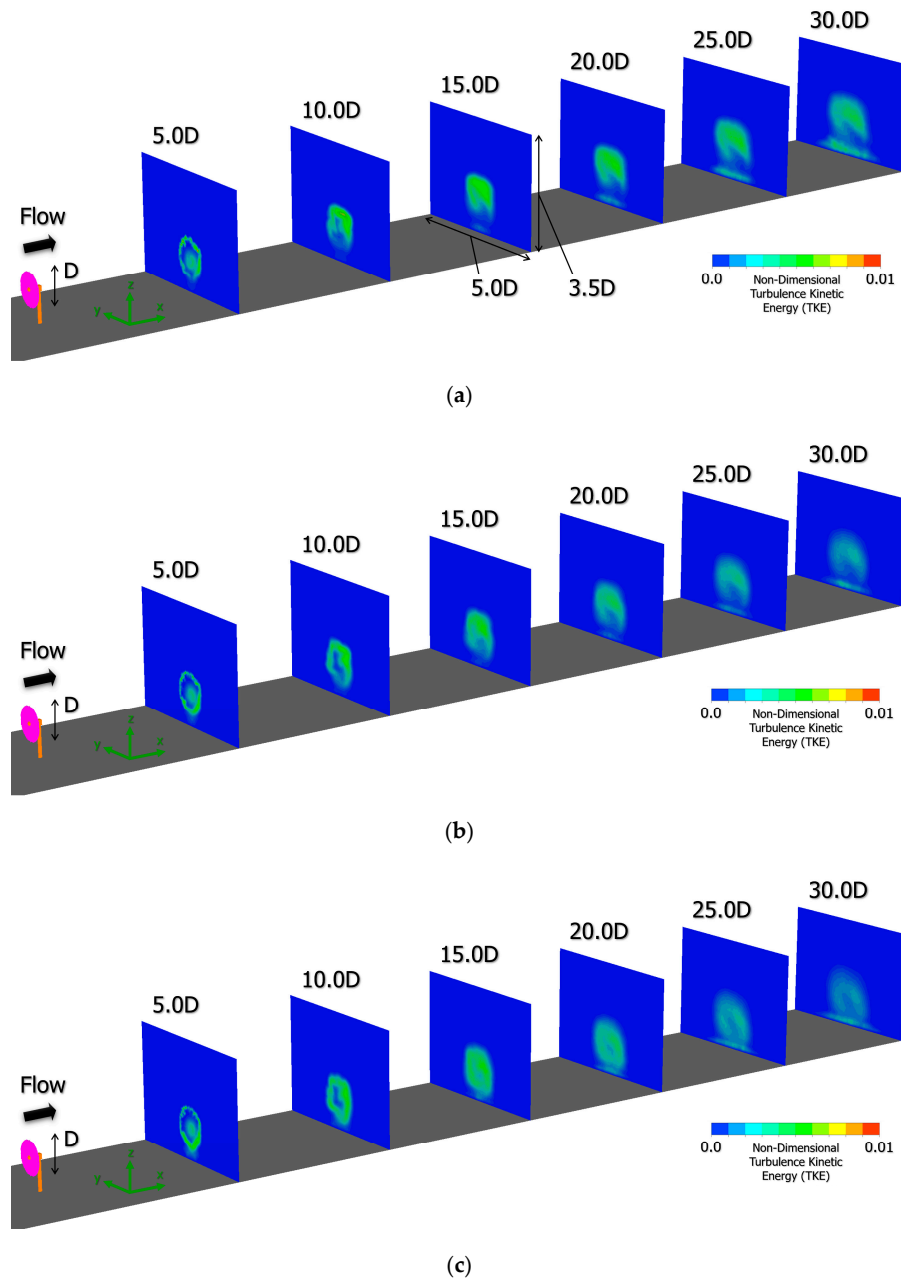 30.0D
25.0D
20.0D
15.0D
10.0D
5.0D
Flow
D
z
y
x
5.0D
3.5D
0.0
0.01
Non-Dimensional
Turbulence Kinetic
Energy (TKE)
(a)
30.0D
25.0D
20.0D
15.0D
10.0D
5.0D
Flow
D
z
y
x
0.0
0.01
Non-Dimensional
Turbulence Kinetic
Energy (TKE)
(b)
30.0D
25.0D
20.0D
15.0D
10.0D
5.0D
Flow
D
z
y
x
0.0
0.01
Non-Dimensional
Turbulence Kinetic
Energy (TKE)
(c)